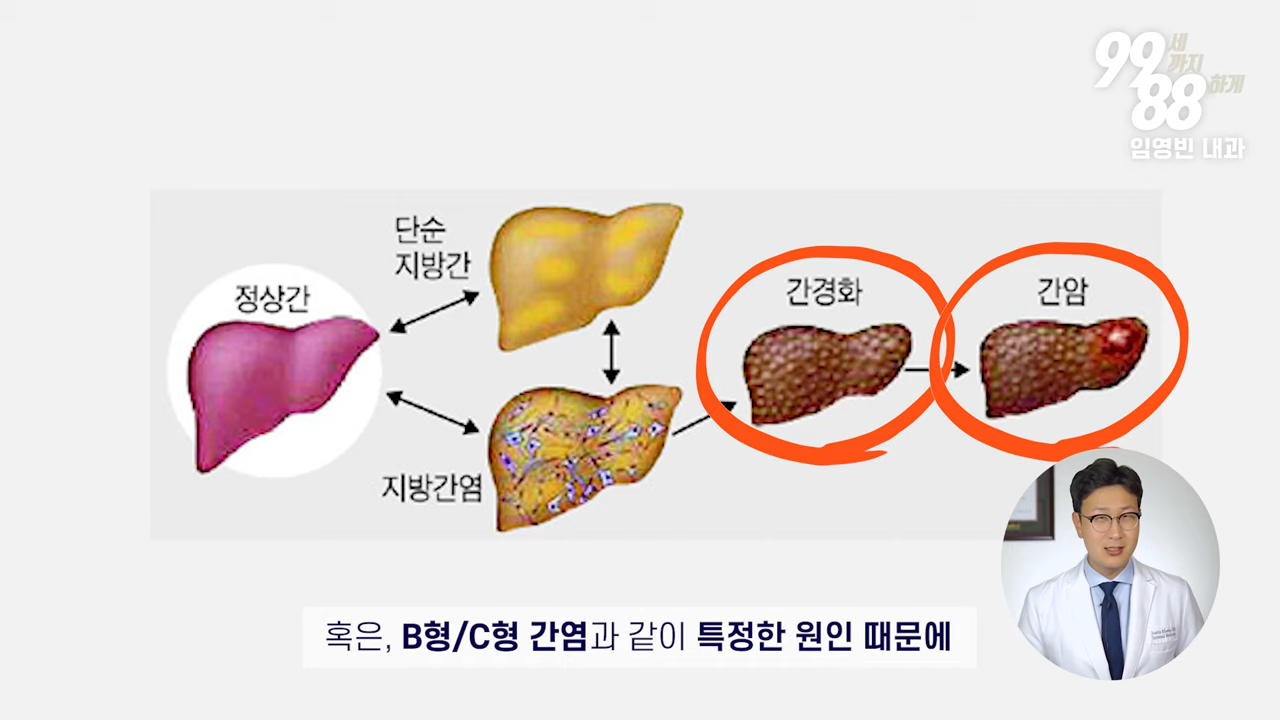 99세
까지
88하게
임영빈 내과
단순
지방간
정상간
간경화
간암
지방간염
혹은, B형/C형 간염과 같이 특정한 원인 때문에